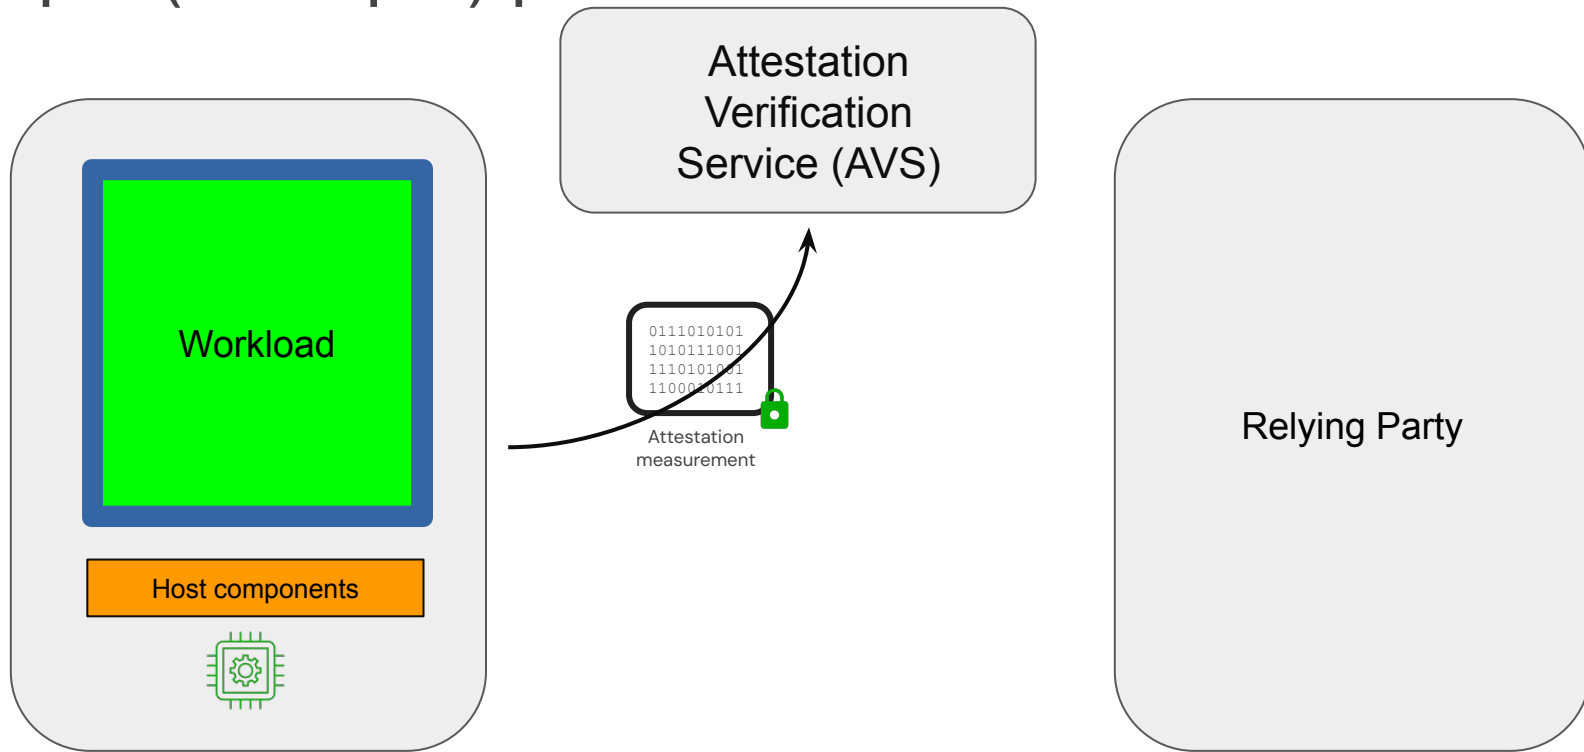 Attestation
Verification
Service (AVS)
Workload
0111010101
1010111001
1110101001
1100010111
Attestation
measurement
Relying Party
Host components